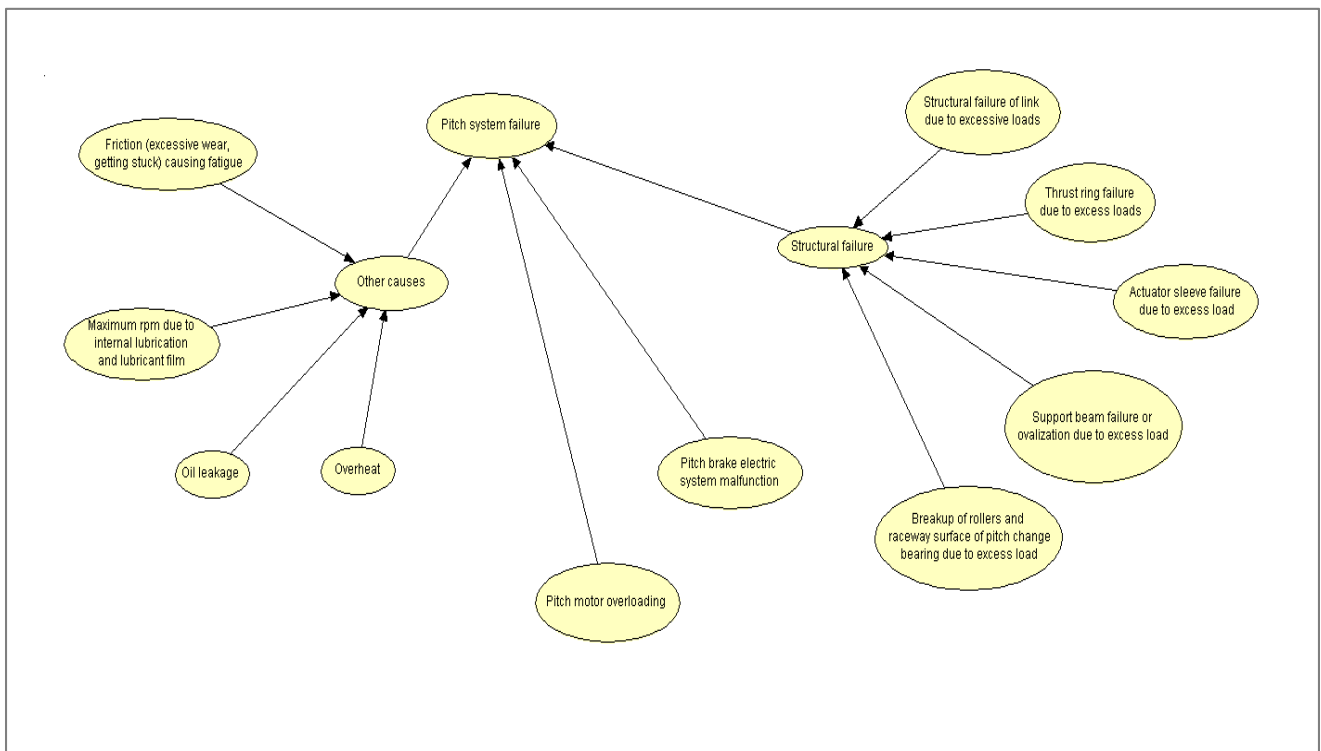 Structural failure of link
due to excessive loads
Pitch system failure
Friction (excessive wear,
getting stuck) causing fatigue
Thrust ring failure
due to excess loads
Structural failure
Other causes
Actuator sleeve failure
due to excess load
Maximum rpm due to
internal lubrication
and lubricant film
Support beam failure or
ovalization due to excess load
Oil leakage
Overheat
Pitch brake electric
system malfunction
Breakup of rollers and
raceway surface of pitch change
bearing due to excess load
Pitch motor overloading